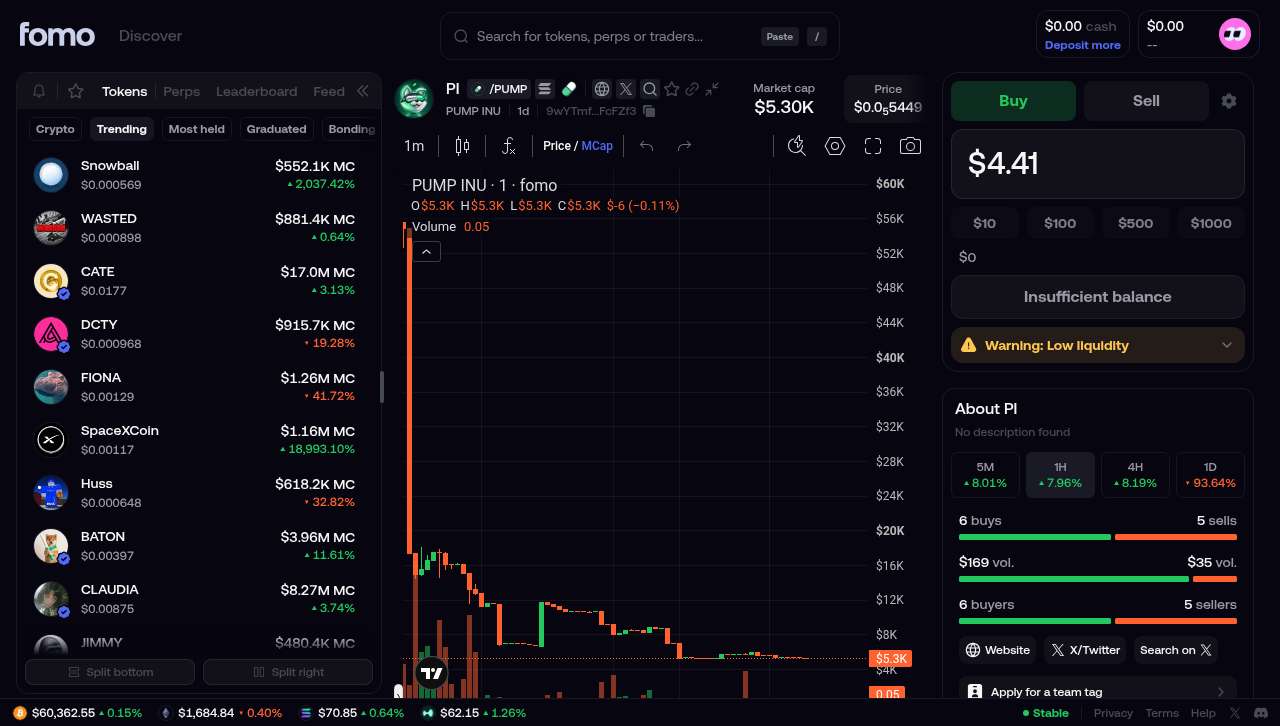 fomo
Discover
Search for tokens, perps or traders...
Paste
/
$0.00 cash
Deposit more
$0.00
--
Tokens
Perps
Leaderboard
Feed
Crypto
Trending
Most held
Graduated
Bonding
Snowball
$552.1K MC
$0.000569
2,037.42%
WASTED
$881.4K MC
$0.000898
0.64%
CATE
$17.0M MC
$0.0177
3.13%
DCTY
$915.7K MC
$0.000968
19.28%
FIONA
$1.26M MC
$0.00129
41.72%
SpaceXCoin
$1.16M MC
$0.00117
18,993.10%
Huss
$618.2K MC
$0.000648
32.82%
BATON
$3.96M MC
$0.00397
11.61%
CLAUDIA
$8.27M MC
$0.00875
3.74%
JIMMY
$480.4K MC
Split bottom
Split right
PI
/PUMP
PUMP INU
1d
9wYTmf...FcFZf3
Market cap
$5.30K
Price
$0.0₅5449
1m
Price / MCap
PUMP INU · 1 · fomo
O$5.3K H$5.3K L$5.3K C$5.3K $-6 (−0.11%)
Volume 0.05
$60K
$56K
$52K
$48K
$44K
$40K
$36K
$32K
$28K
$24K
$20K
$16K
$12K
$8K
$5.3K
$4K
0.05
Buy
Sell
$4.41
$10
$100
$500
$1000
$0
Insufficient balance
Warning: Low liquidity
About PI
No description found
5M
8.01%
1H
7.96%
4H
8.19%
1D
93.64%
6 buys
5 sells
$169 vol.
$35 vol.
6 buyers
5 sellers
Website
X/Twitter
Search on X
Apply for a team tag
$60,362.55 0.15%
$1,684.84 0.40%
$70.85 0.64%
$62.15 1.26%
Stable
Privacy
Terms
Help